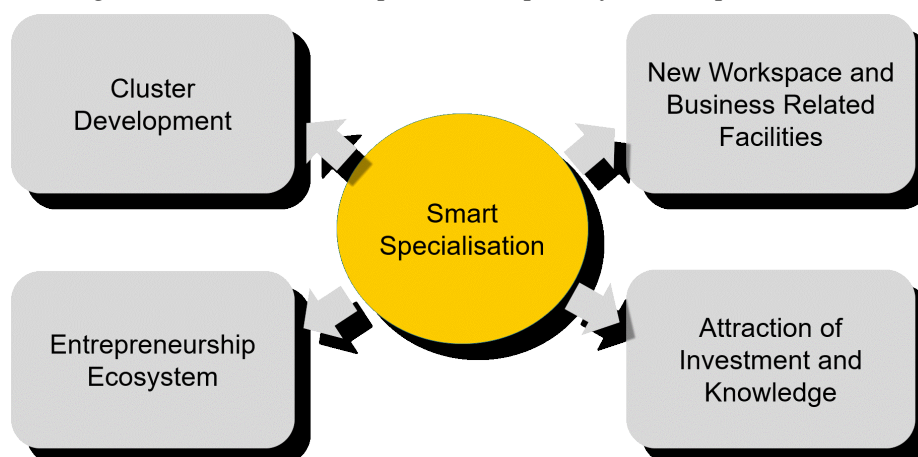 Cluster
Development
New Workspace and
Business Related
Facilities
Smart
Specialisation
Entrepreneurship
Ecosystem
Attraction of
Investment and
Knowledge